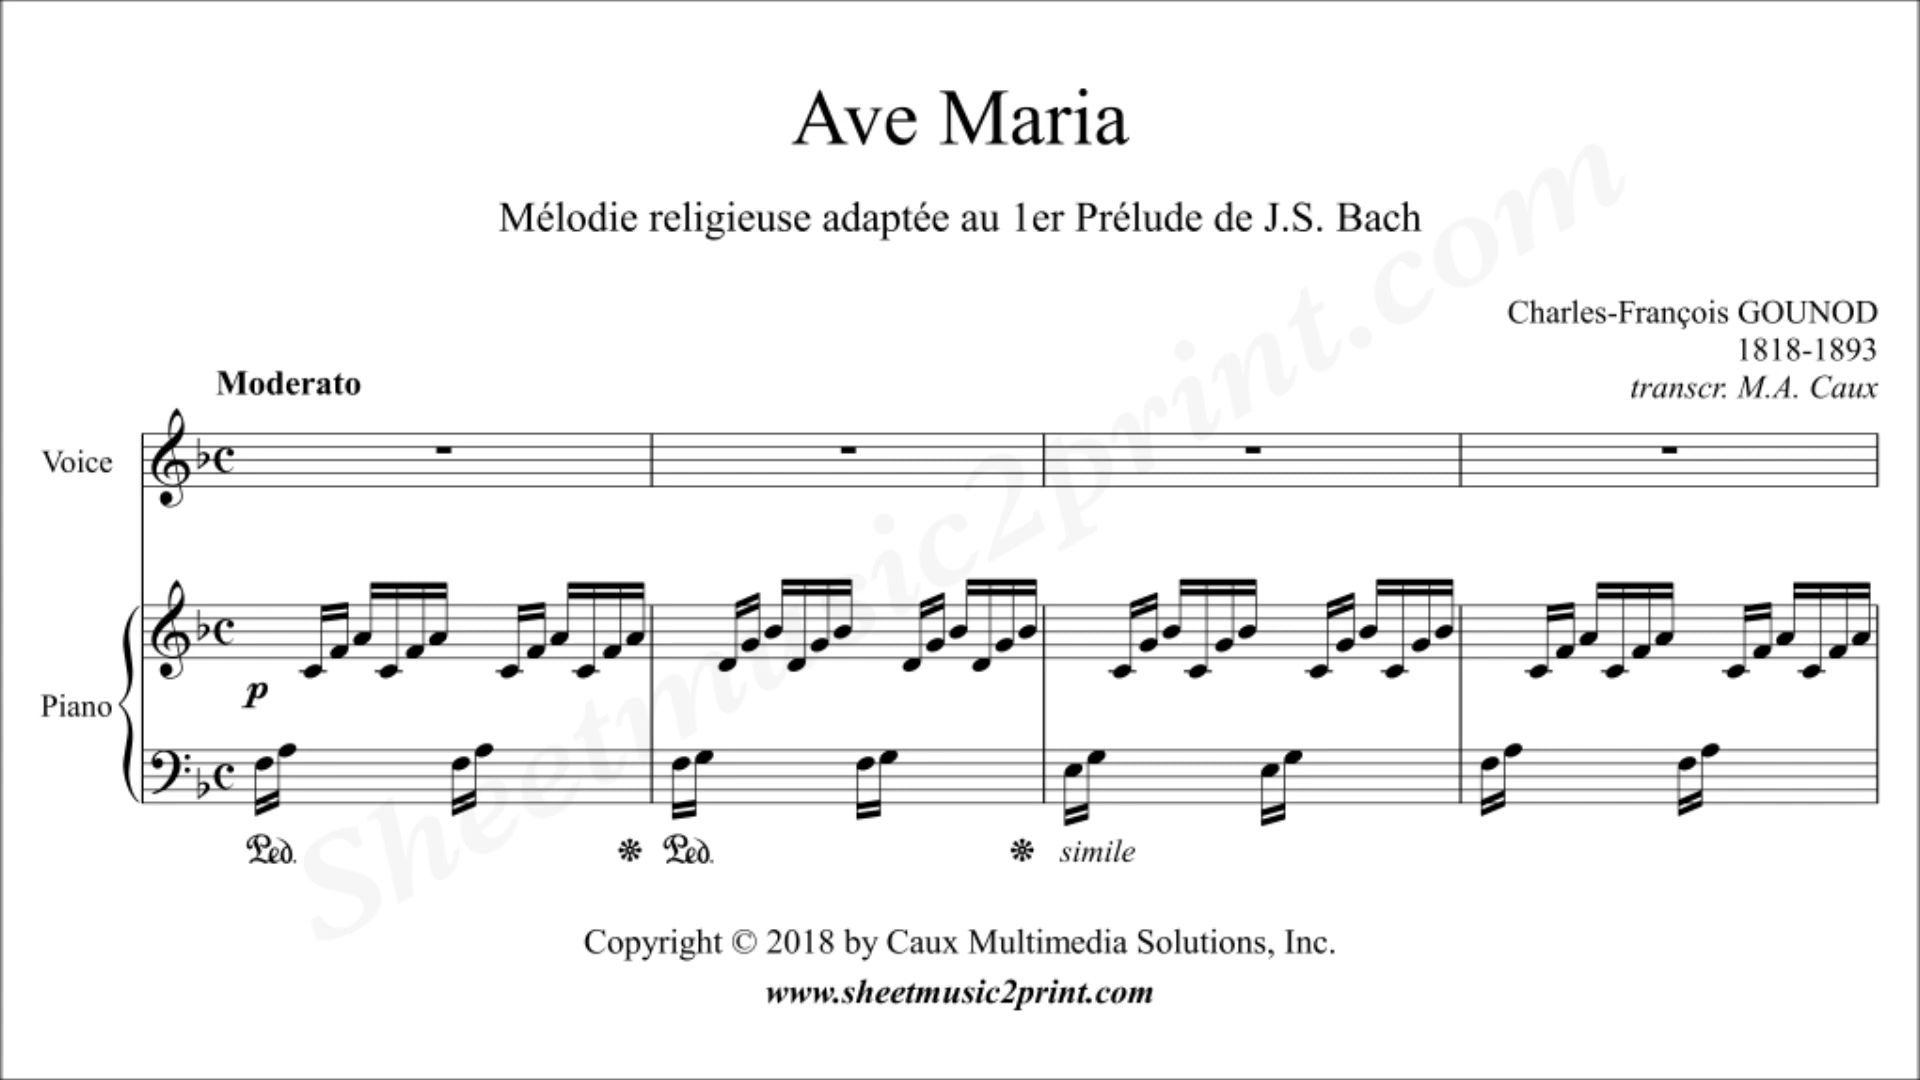 Ave Maria
Mélodie religieuse adaptée au 1er Prélude de J.S. Bach
Charles-François GOUNOD
1818-1893
transcr. M.A. Caux
Moderato
Voice
p
Piano
Ped. Ped. simile
Sheetmusic2print.com
Copyright © 2018 by Caux Multimedia Solutions, Inc.
www.sheetmusic2print.com